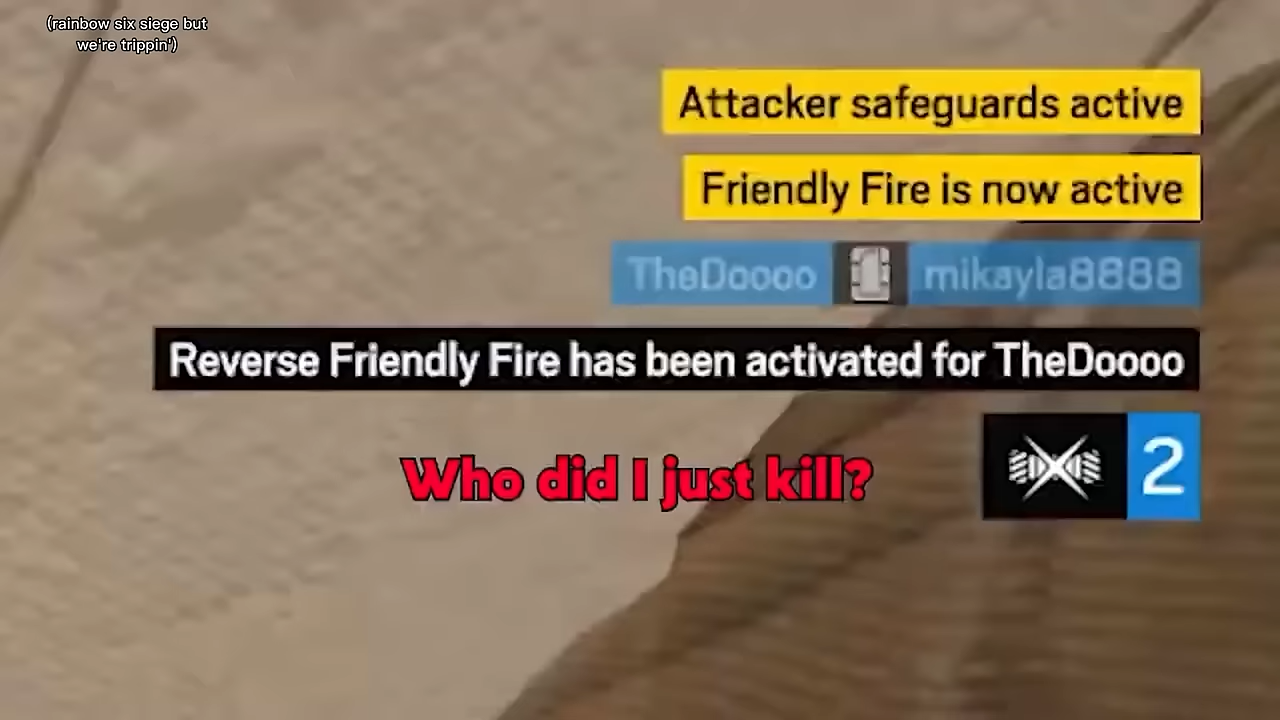 (rainbow six siege but
we're trippin')
Attacker safeguards active
Friendly Fire is now active
TheDoooo mikayla8888
Reverse Friendly Fire has been activated for TheDoooo
Who did I just kill?
2